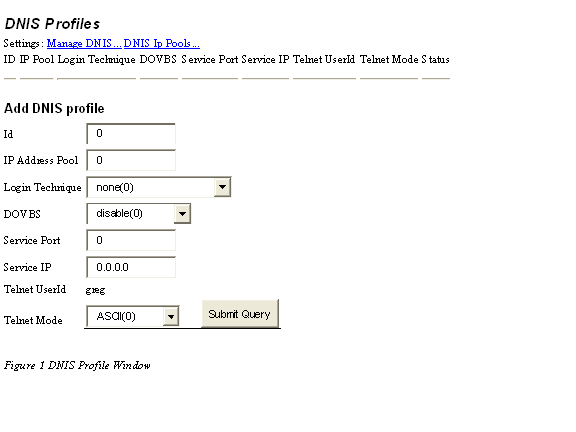 DNIS Profiles
Settings: Manage DNIS... DNIS Ip Pools...
ID IP Pool Login Technique DOVBS Service Port Service IP Telnet UserId Telnet Mode Status
Add DNIS profile
Id 0
IP Address Pool 0
Login Technique none(0)
DOVBS disable(0)
Service Port 0
Service IP 0.0.0.0
Telnet UserId greg
Telnet Mode ASCII(0) Submit Query
Figure 1 DNIS Profile Window